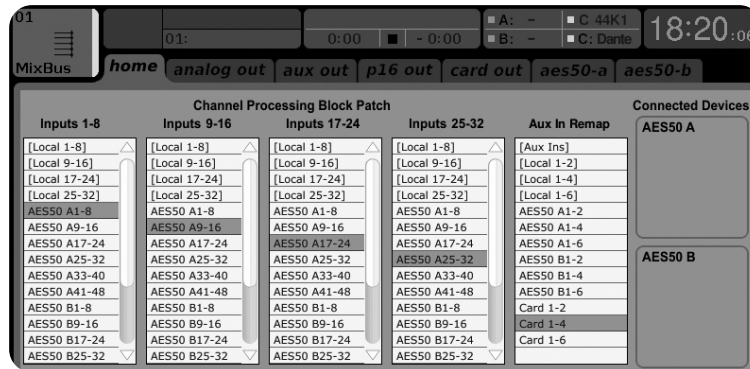 01
MixBus
01:
0:00
- 0:00
A: -
B: -
C 44K1
C: Dante
18:20:06
home
analog out
aux out
p16 out
card out
aes50-a
aes50-b
Channel Processing Block Patch
Connected Devices
Inputs 1-8
Inputs 9-16
Inputs 17-24
Inputs 25-32
Aux In Remap
AES50 A
AES50 B
[Local 1-8]
[Local 9-16]
[Local 17-24]
[Local 25-32]
AES50 A1-8
AES50 A9-16
AES50 A17-24
AES50 A25-32
AES50 A33-40
AES50 A41-48
AES50 B1-8
AES50 B9-16
AES50 B17-24
AES50 B25-32
[Local 1-8]
[Local 9-16]
[Local 17-24]
[Local 25-32]
AES50 A1-8
AES50 A9-16
AES50 A17-24
AES50 A25-32
AES50 A33-40
AES50 A41-48
AES50 B1-8
AES50 B9-16
AES50 B17-24
AES50 B25-32
[Local 1-8]
[Local 9-16]
[Local 17-24]
[Local 25-32]
AES50 A1-8
AES50 A9-16
AES50 A17-24
AES50 A25-32
AES50 A33-40
AES50 A41-48
AES50 B1-8
AES50 B9-16
AES50 B17-24
AES50 B25-32
[Local 1-8]
[Local 9-16]
[Local 17-24]
[Local 25-32]
AES50 A1-8
AES50 A9-16
AES50 A17-24
AES50 A25-32
AES50 A33-40
AES50 A41-48
AES50 B1-8
AES50 B9-16
AES50 B17-24
AES50 B25-32
[Aux Ins]
[Local 1-2]
[Local 1-4]
[Local 1-6]
AES50 A1-2
AES50 A1-4
AES50 A1-6
AES50 B1-2
AES50 B1-4
AES50 B1-6
Card 1-2
Card 1-4
Card 1-6